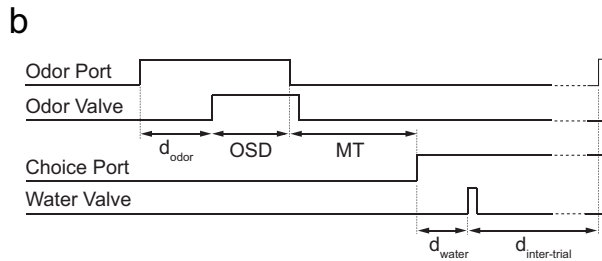 b
Odor Port
Odor Valve
d_odor OSD MT
Choice Port
Water Valve
d_water d_inter-trial